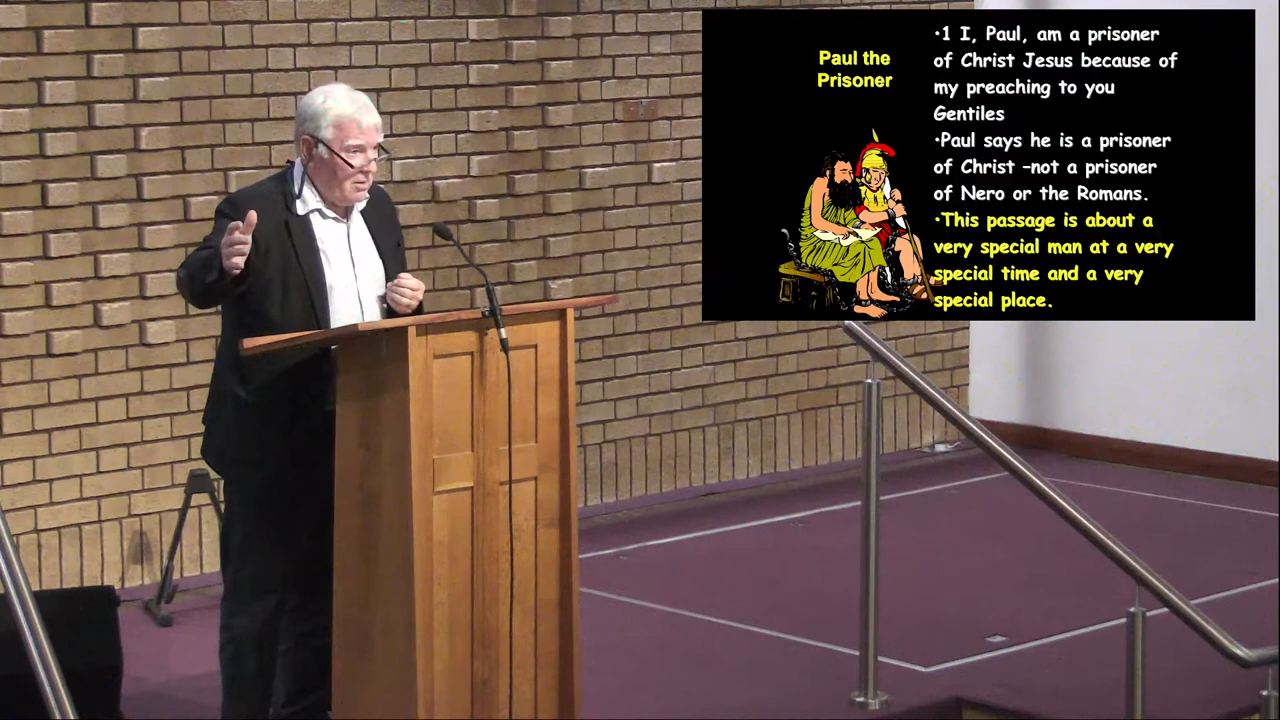 Paul the
Prisoner
•1 I, Paul, am a prisoner
of Christ Jesus because of
my preaching to you
Gentiles
•Paul says he is a prisoner
of Christ –not a prisoner
of Nero or the Romans.
•This passage is about a
very special man at a very
special time and a very
special place.